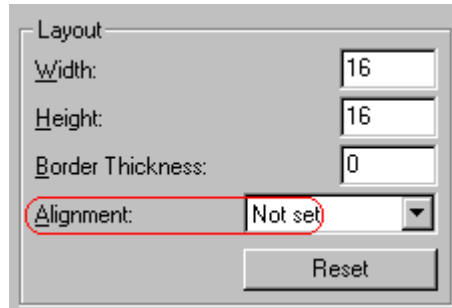 Layout
Width: 16
Height: 16
Border Thickness: 0
Alignment: Not set
Reset